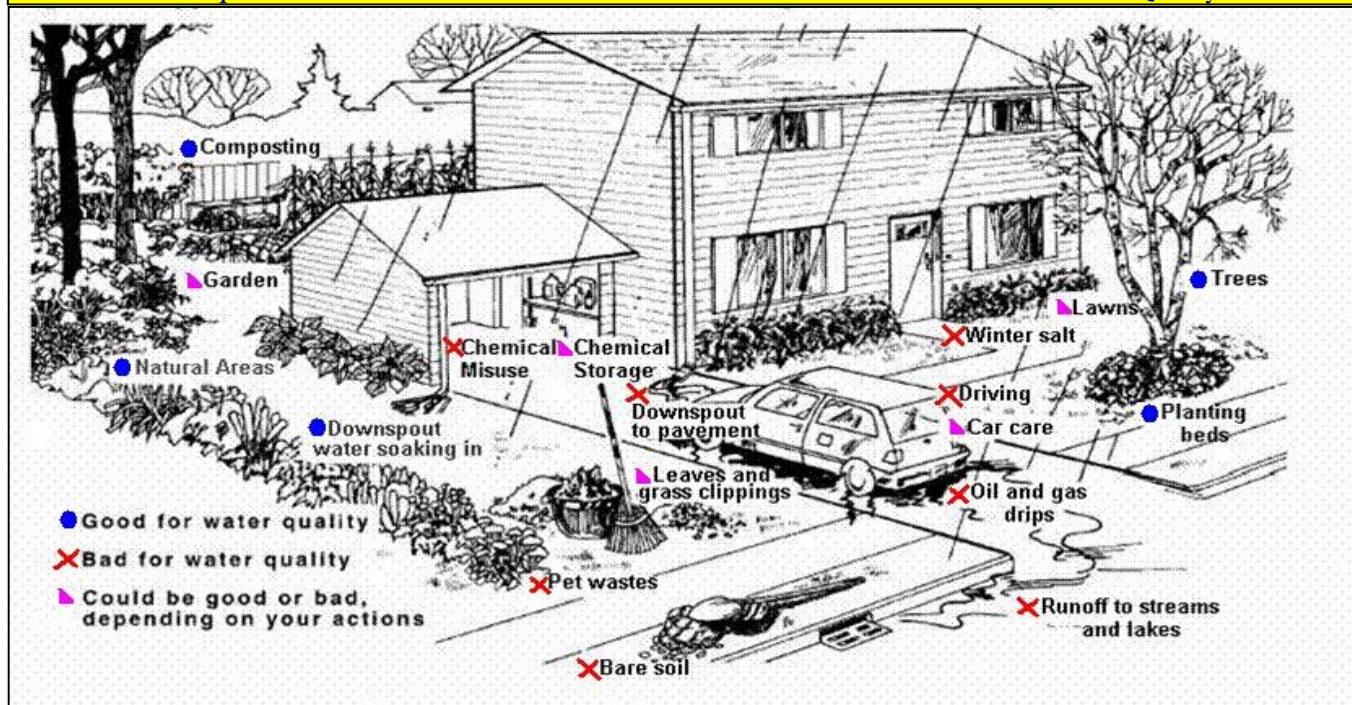 Composting
Garden
Trees
Lawns
Winter salt
Chemical
Misuse
Chemical
Storage
Natural Areas
Driving
Downspout
to pavement
Planting
beds
Car care
Downspout
water soaking in
Leaves and
grass clippings
Oil and gas
drips
Good for water quality
Bad for water quality
Could be good or bad,
depending on your actions
Pet wastes
Runoff to streams
and lakes
Bare soil